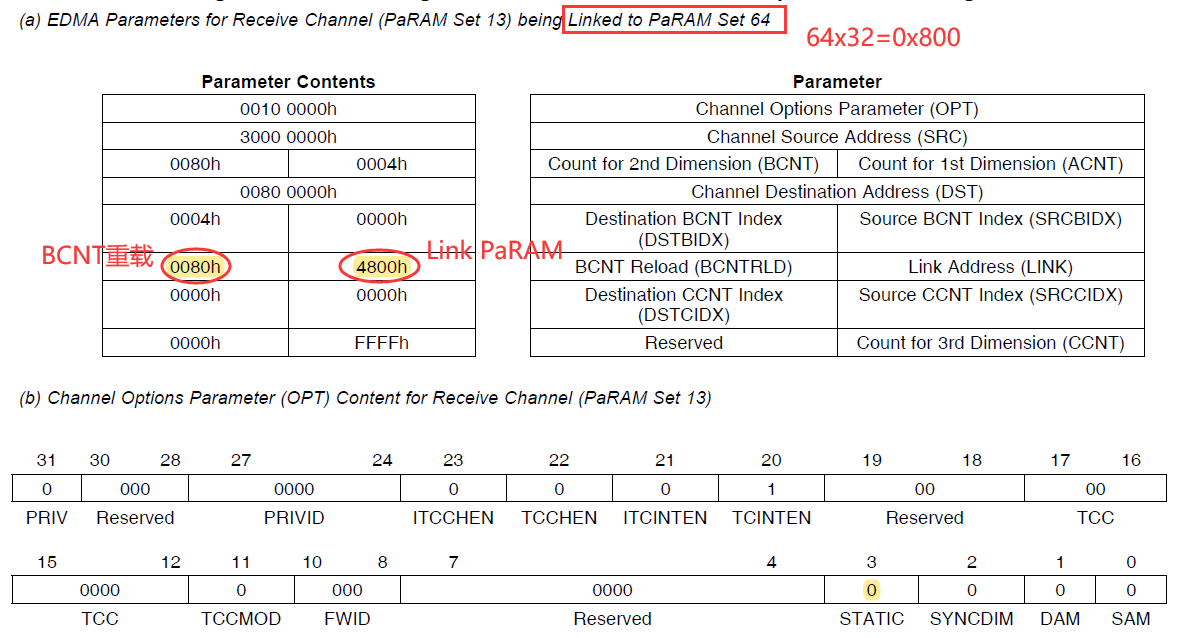 (a) EDMA Parameters for Receive Channel (PaRAM Set 13) being Linked to PaRAM Set 64
64x32=0x800
Parameter Contents
Parameter
0010 0000h
Channel Options Parameter (OPT)
3000 0000h
Channel Source Address (SRC)
0080h 0004h
Count for 2nd Dimension (BCNT) Count for 1st Dimension (ACNT)
0080 0000h
Channel Destination Address (DST)
0004h 0000h
Destination BCNT Index
(DSTBIDX)
Source BCNT Index (SRCBIDX)
BCNT重载
0080h 4800h
Link PaRAM
BCNT Reload (BCNTRLD) Link Address (LINK)
0000h 0000h
Destination CCNT Index
(DSTCIDX)
Source CCNT Index (SRCCIDX)
0000h FFFFh
Reserved Count for 3rd Dimension (CCNT)
(b) Channel Options Parameter (OPT) Content for Receive Channel (PaRAM Set 13)
31 30 28 27 24 23 22 21 20 19 18 17 16
0 000 0000 0 0 0 1 00 00
PRIV Reserved PRIVID ITCCHEN TCCHEN ITCINTEN TCINTEN Reserved TCC
15 12 11 10 8 7 4 3 2 1 0
0000 0 000 0000 0 0 0 0
TCC TCCMOD FWID Reserved STATIC SYNCDIM DAM SAM